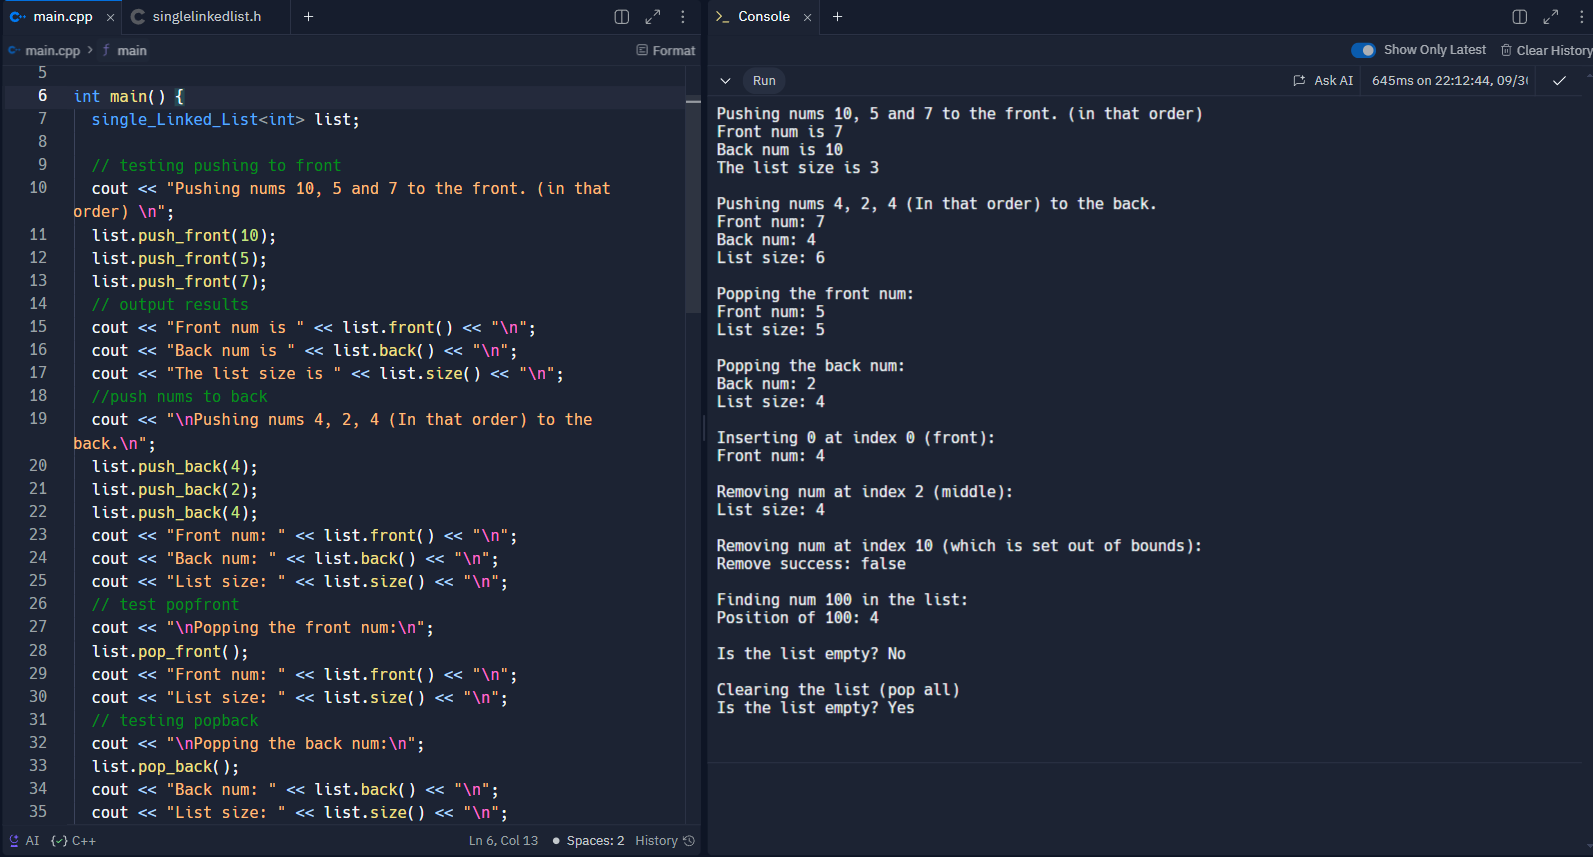 main.cpp
singlelinkedlist.h
main.cpp > f main
Format
5
6 int main() {
7 single_Linked_List<int> list;
8
9 // testing pushing to front
10 cout << "Pushing nums 10, 5 and 7 to the front. (in that
order) \n";
11 list.push_front(10);
12 list.push_front(5);
13 list.push_front(7);
14 // output results
15 cout << "Front num is " << list.front() << "\n";
16 cout << "Back num is " << list.back() << "\n";
17 cout << "The list size is " << list.size() << "\n";
18 //push nums to back
19 cout << "\nPushing nums 4, 2, 4 (In that order) to the
back.\n";
20 list.push_back(4);
21 list.push_back(2);
22 list.push_back(4);
23 cout << "Front num: " << list.front() << "\n";
24 cout << "Back num: " << list.back() << "\n";
25 cout << "List size: " << list.size() << "\n";
26 // test popfront
27 cout << "\nPopping the front num:\n";
28 list.pop_front();
29 cout << "Front num: " << list.front() << "\n";
30 cout << "List size: " << list.size() << "\n";
31 // testing popback
32 cout << "\nPopping the back num:\n";
33 list.pop_back();
34 cout << "Back num: " << list.back() << "\n";
35 cout << "List size: " << list.size() << "\n";
AI {} C++
Ln 6, Col 13 • Spaces: 2 History
Console
Show Only Latest Clear History
Run
Ask AI 645ms on 22:12:44, 09/3
Pushing nums 10, 5 and 7 to the front. (in that order)
Front num is 7
Back num is 10
The list size is 3
Pushing nums 4, 2, 4 (In that order) to the back.
Front num: 7
Back num: 4
List size: 6
Popping the front num:
Front num: 5
List size: 5
Popping the back num:
Back num: 2
List size: 4
Inserting 0 at index 0 (front):
Front num: 4
Removing num at index 2 (middle):
List size: 4
Removing num at index 10 (which is set out of bounds):
Remove success: false
Finding num 100 in the list:
Position of 100: 4
Is the list empty? No
Clearing the list (pop all)
Is the list empty? Yes